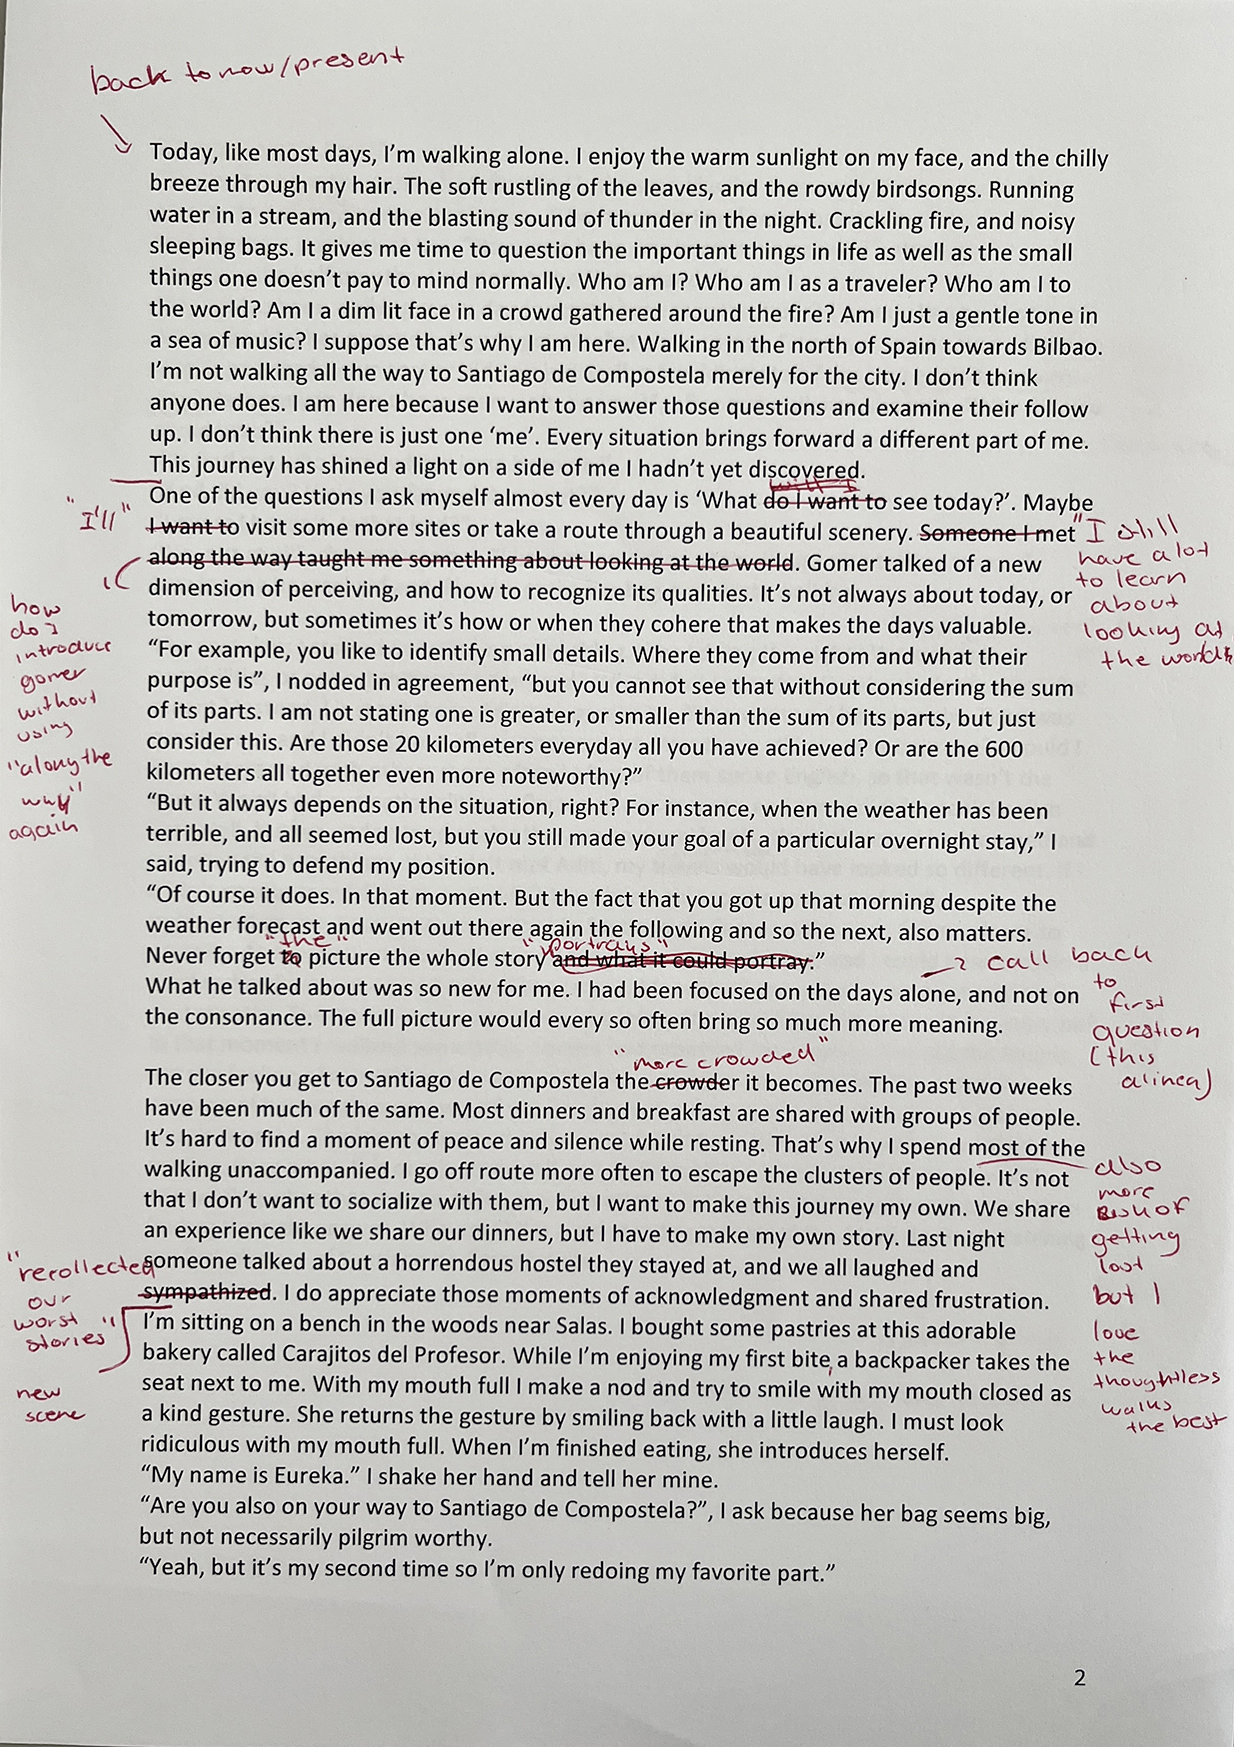 back to now/present
Today, like most days, I'm walking alone. I enjoy the warm sunlight on my face, and the chilly
breeze through my hair. The soft rustling of the leaves, and the rowdy birdsongs. Running
water in a stream, and the blasting sound of thunder in the night. Crackling fire, and noisy
sleeping bags. It gives me time to question the important things in life as well as the small
things one doesn't pay to mind normally. Who am I? Who am I as a traveler? Who am I to
the world? Am I a dim lit face in a crowd gathered around the fire? Am I just a gentle tone in
a sea of music? I suppose that's why I am here. Walking in the north of Spain towards Bilbao.
I'm not walking all the way to Santiago de Compostela merely for the city. I don't think
anyone does. I am here because I want to answer those questions and examine their follow
up. I don't think there is just one 'me'. Every situation brings forward a different part of me.
This journey has shined a light on a side of me I hadn't yet discovered.
will I
One of the questions I ask myself almost every day is 'What do I want to see today?'. Maybe
"I'll"
I want to visit some more sites or take a route through a beautiful scenery. Someone I met
"I still
have a lot
to learn
about
looking at
the world"
along the way taught me something about looking at the world. Gomer talked of a new
dimension of perceiving, and how to recognize its qualities. It's not always about today, or
tomorrow, but sometimes it's how or when they cohere that makes the days valuable.
how
do I
introduce
gomer
without
using
"along the
way"
again
"For example, you like to identify small details. Where they come from and what their
purpose is", I nodded in agreement, "but you cannot see that without considering the sum
of its parts. I am not stating one is greater, or smaller than the sum of its parts, but just
consider this. Are those 20 kilometers everyday all you have achieved? Or are the 600
kilometers all together even more noteworthy?"
"But it always depends on the situation, right? For instance, when the weather has been
terrible, and all seemed lost, but you still made your goal of a particular overnight stay," I
said, trying to defend my position.
"Of course it does. In that moment. But the fact that you got up that morning despite the
weather forecast and went out there again the following and so the next, also matters.
"the" "portrays"
Never forget to picture the whole story and what it could portray."
call back
to
first
question
(this
alinea)
What he talked about was so new for me. I had been focused on the days alone, and not on
the consonance. The full picture would every so often bring so much more meaning.
"more crowded"
The closer you get to Santiago de Compostela the crowder it becomes. The past two weeks
have been much of the same. Most dinners and breakfast are shared with groups of people.
It's hard to find a moment of peace and silence while resting. That's why I spend most of the
walking unaccompanied. I go off route more often to escape the clusters of people. It's not
that I don't want to socialize with them, but I want to make this journey my own. We share
an experience like we share our dinners, but I have to make my own story. Last night
also
more
risk of
getting
lost
but I
love
the
thoughtless
walks
the best
someone talked about a horrendous hostel they stayed at, and we all laughed and
"recollected
our
worst
stories"
sympathized. I do appreciate those moments of acknowledgment and shared frustration.
new
scene
I'm sitting on a bench in the woods near Salas. I bought some pastries at this adorable
bakery called Carajitos del Profesor. While I'm enjoying my first bite, a backpacker takes the
seat next to me. With my mouth full I make a nod and try to smile with my mouth closed as
a kind gesture. She returns the gesture by smiling back with a little laugh. I must look
ridiculous with my mouth full. When I'm finished eating, she introduces herself.
"My name is Eureka." I shake her hand and tell her mine.
"Are you also on your way to Santiago de Compostela?", I ask because her bag seems big,
but not necessarily pilgrim worthy.
"Yeah, but it's my second time so I'm only redoing my favorite part."
2